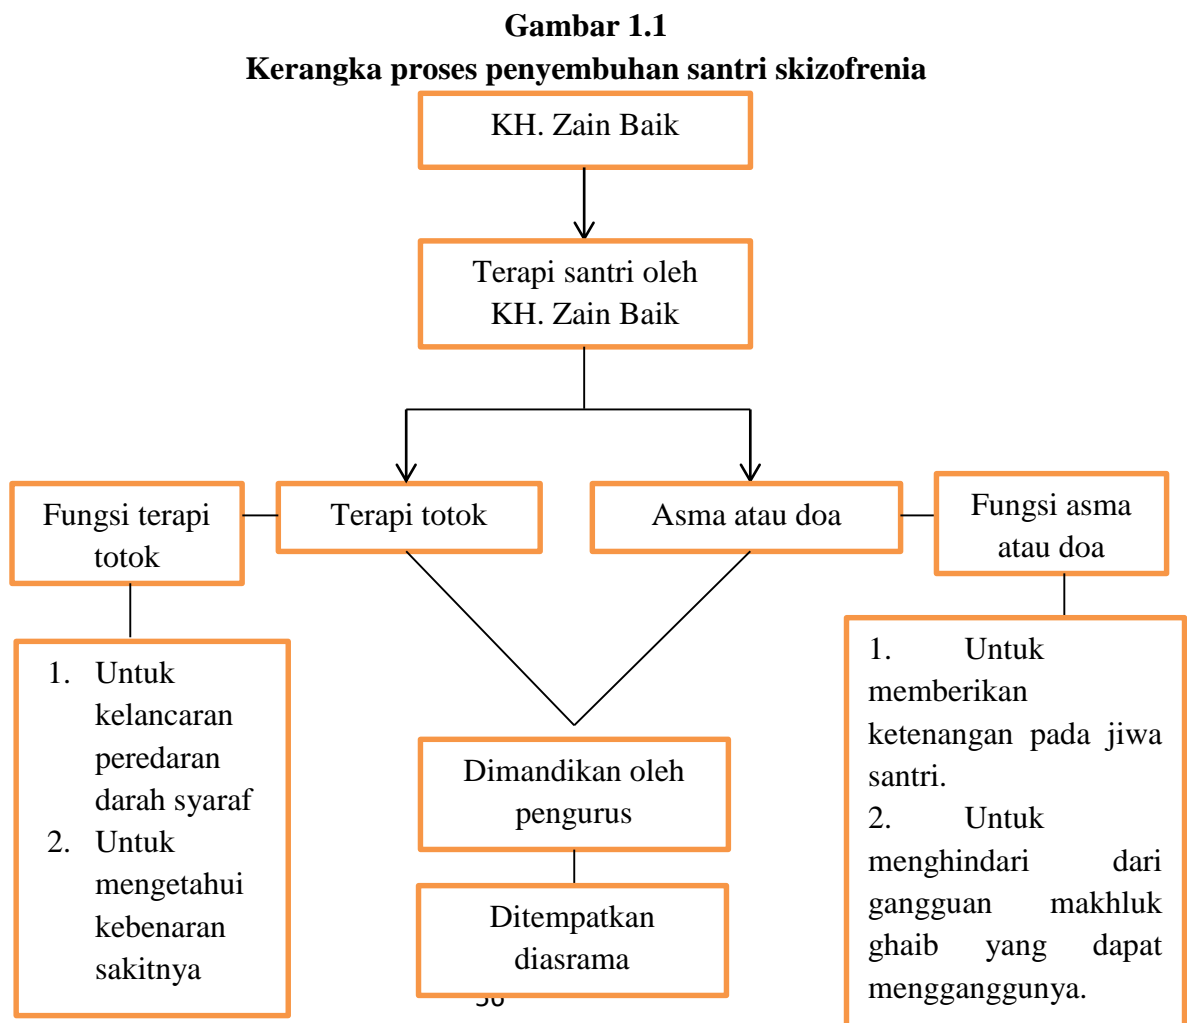 Gambar 1.1
Kerangka proses penyembuhan santri skizofrenia
KH. Zain Baik
Terapi santri oleh
KH. Zain Baik
Fungsi terapi
totok
Terapi totok
Asma atau doa
Fungsi asma
atau doa
1. Untuk
kelancaran
peredaran
darah syaraf
2. Untuk
mengetahui
kebenaran
sakitnya
Dimandikan oleh
pengurus
Ditempatkan
diasrama
1. Untuk
memberikan
ketenangan pada jiwa
santri.
2. Untuk
menghindari dari
gangguan makhluk
ghaib yang dapat
mengganggunya.